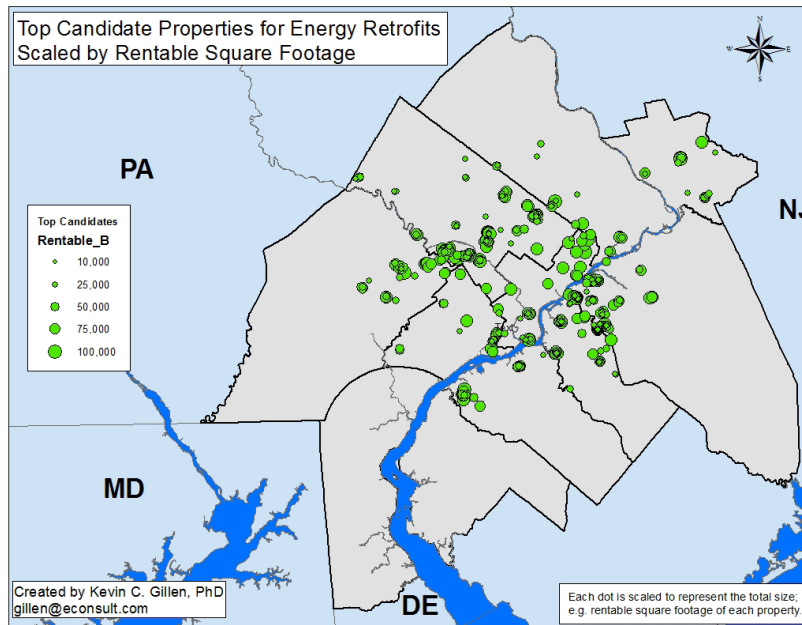 Top Candidate Properties for Energy Retrofits
Scaled by Rentable Square Footage
N
W
E
S
PA
NJ
Top Candidates
Rentable_B
10,000
25,000
50,000
75,000
100,000
MD
DE
Created by Kevin C. Gillen, PhD
gillen@econsult.com
Each dot is scaled to represent the total size;
e.g. rentable square footage of each property.